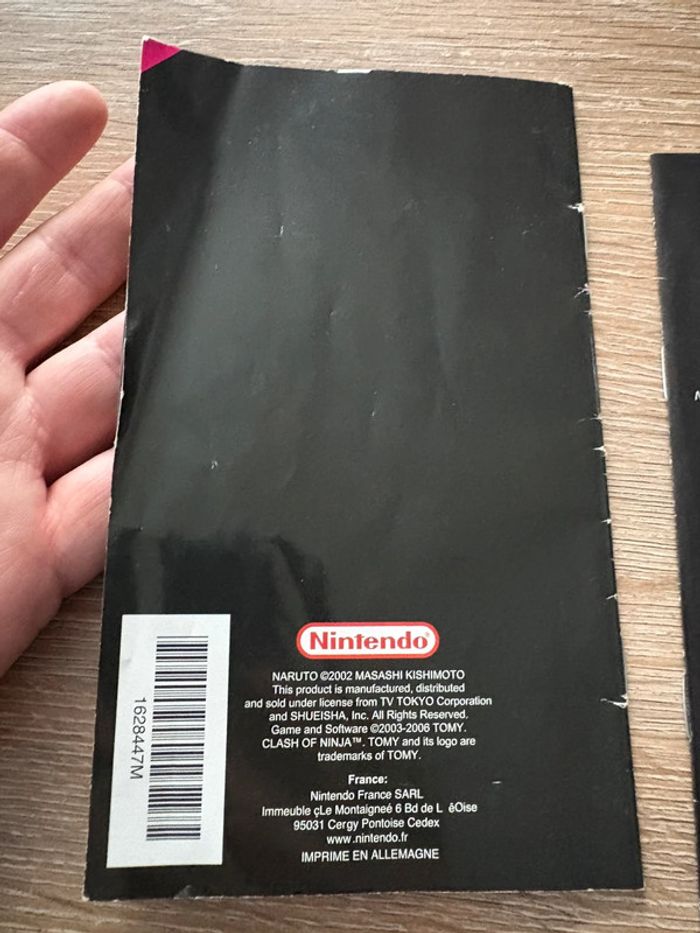 Nintendo®
NARUTO ©2002 MASASHI KISHIMOTO
This product is manufactured, distributed
and sold under license from TV TOKYO Corporation
and SHUEISHA, Inc. All Rights Reserved.
Game and Software ©2003-2006 TOMY.
CLASH OF NINJA™. TOMY and its logo are
trademarks of TOMY.
France:
Nintendo France SARL
Immeuble çLe Montaigneé 6 Bd de L êOise
95031 Cergy Pontoise Cedex
www.nintendo.fr
IMPRIME EN ALLEMAGNE
1628447M